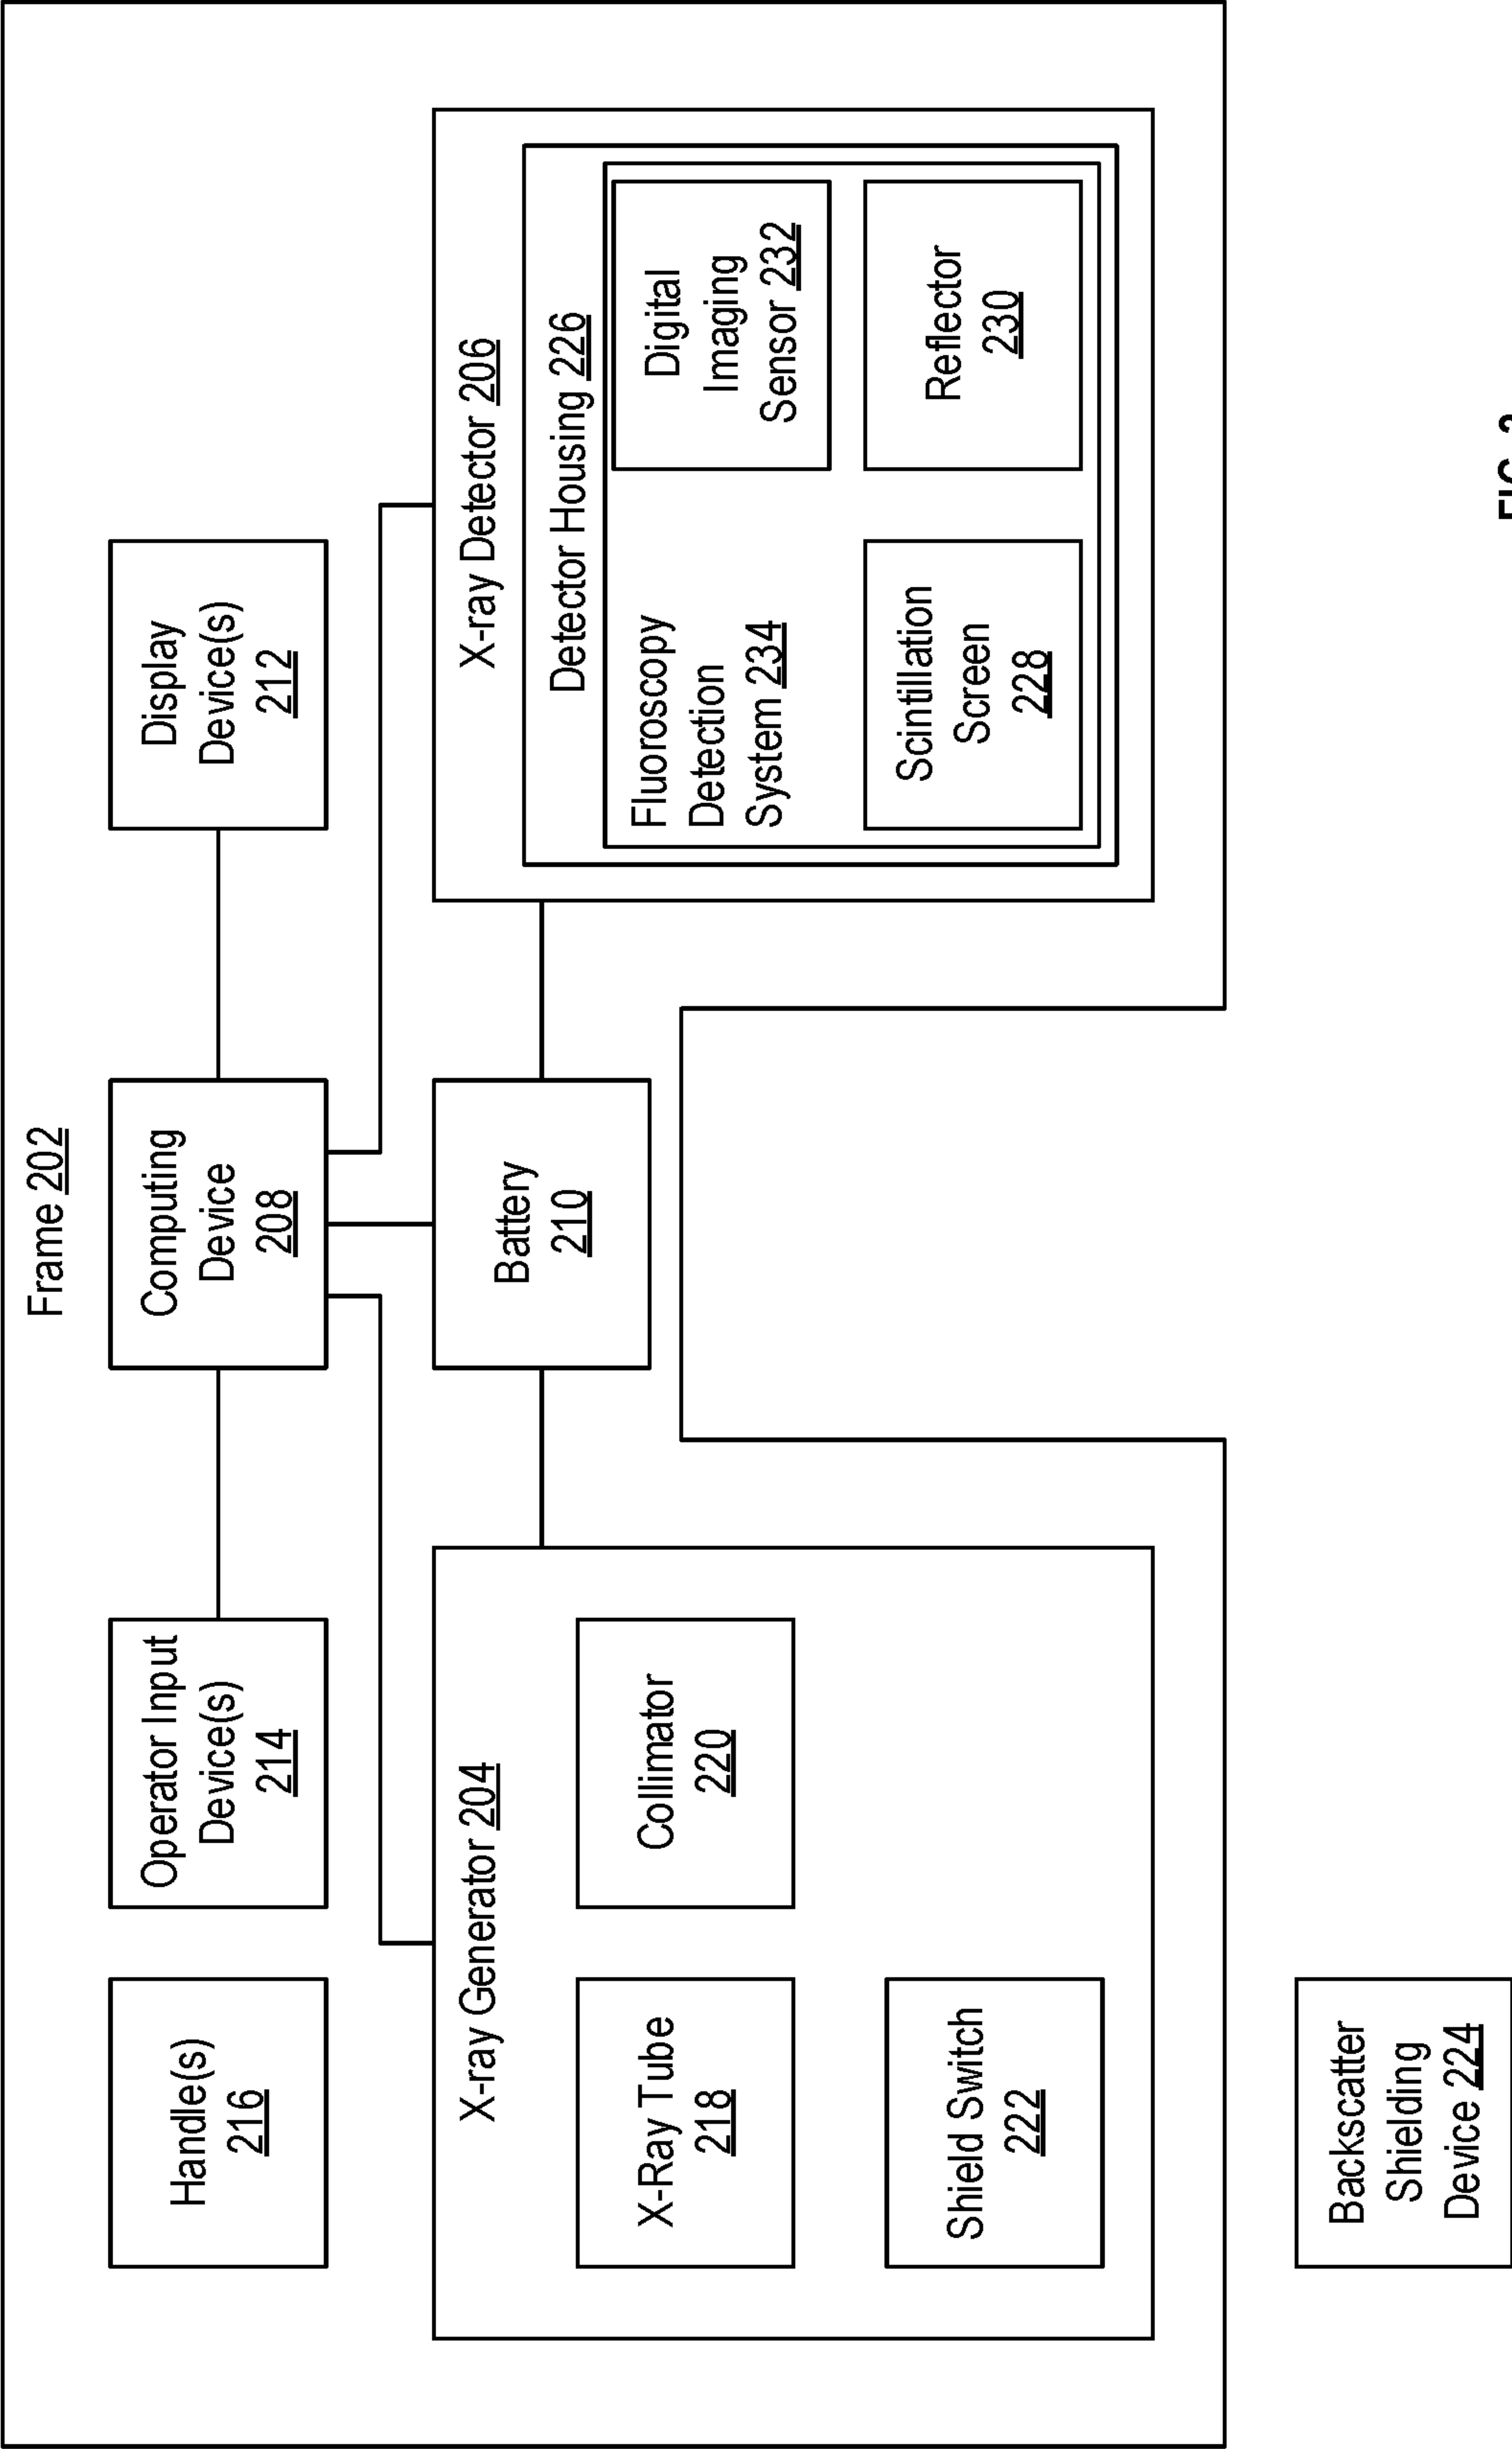 Frame 202
Handle(s)
216
Operator Input
Device(s)
214
Computing
Device
208
Display
Device(s)
212
X-ray Generator 204
X-Ray Tube
218
Collimator
220
Shield Switch
222
Battery
210
X-ray Detector 206
Detector Housing 226
Fluoroscopy
Detection
System 234
Digital
Imaging
Sensor 232
Scintillation
Screen
228
Reflector
230
Backscatter
Shielding
Device 224